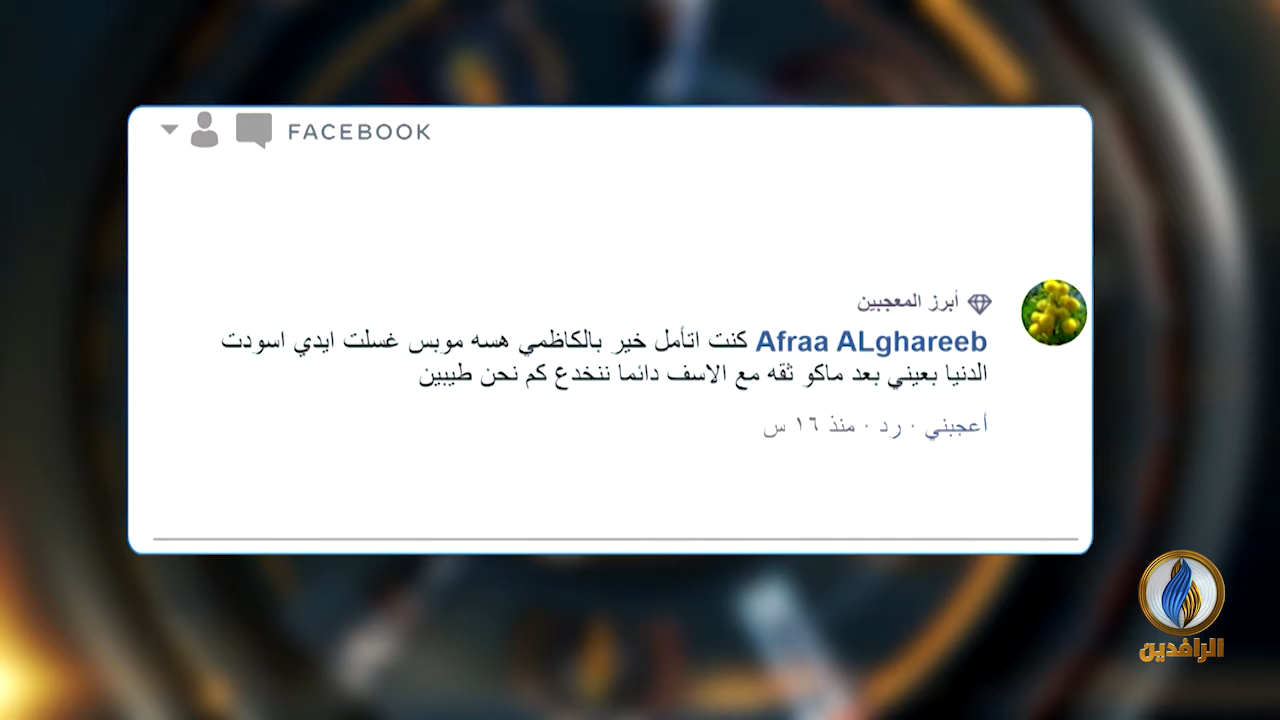 FACEBOOK
أبرز المعجبين
Afraa ALghareeb كنت اتأمل خير بالكاظمي هسه موبس غسلت ايدي اسودت
الدنيا بعيني بعد ماكو ثقه مع الاسف دائما ننخدع كم نحن طيبين
أعجبني · رد · منذ ١٦ س
الرافدين